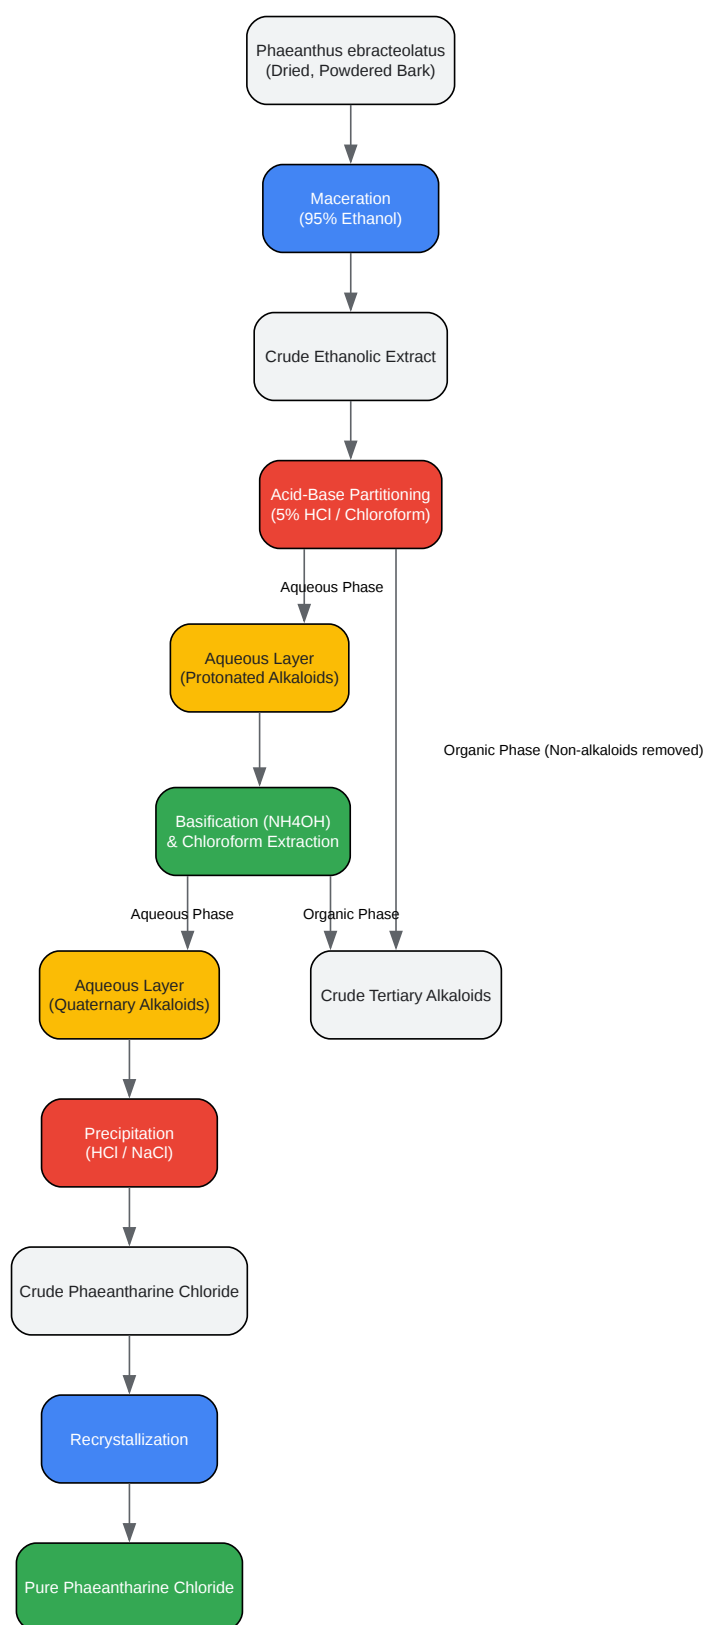 Phaeanthus ebracteolatus
(Dried, Powdered Bark)
Maceration
(95% Ethanol)
Crude Ethanolic Extract
Acid-Base Partitioning
(5% HCl / Chloroform)
Aqueous Phase
Aqueous Layer
(Protonated Alkaloids)
Organic Phase (Non-alkaloids removed)
Basification (NH4OH)
& Chloroform Extraction
Aqueous Phase
Organic Phase
Aqueous Layer
(Quaternary Alkaloids)
Crude Tertiary Alkaloids
Precipitation
(HCl / NaCl)
Crude Phaeantharine Chloride
Recrystallization
Pure Phaeantharine Chloride